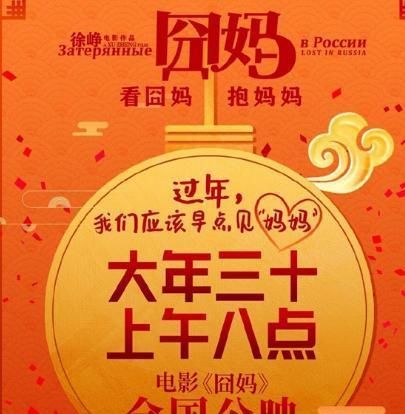 徐峥电影作品
A XU ZHENG FILM
囧妈
Затерянные
в России
LOST IN RUSSIA
看囧妈 抱妈妈
过年，
我们应该早点见“妈妈”
大年三十
上午八点
电影《囧妈》
全国公映